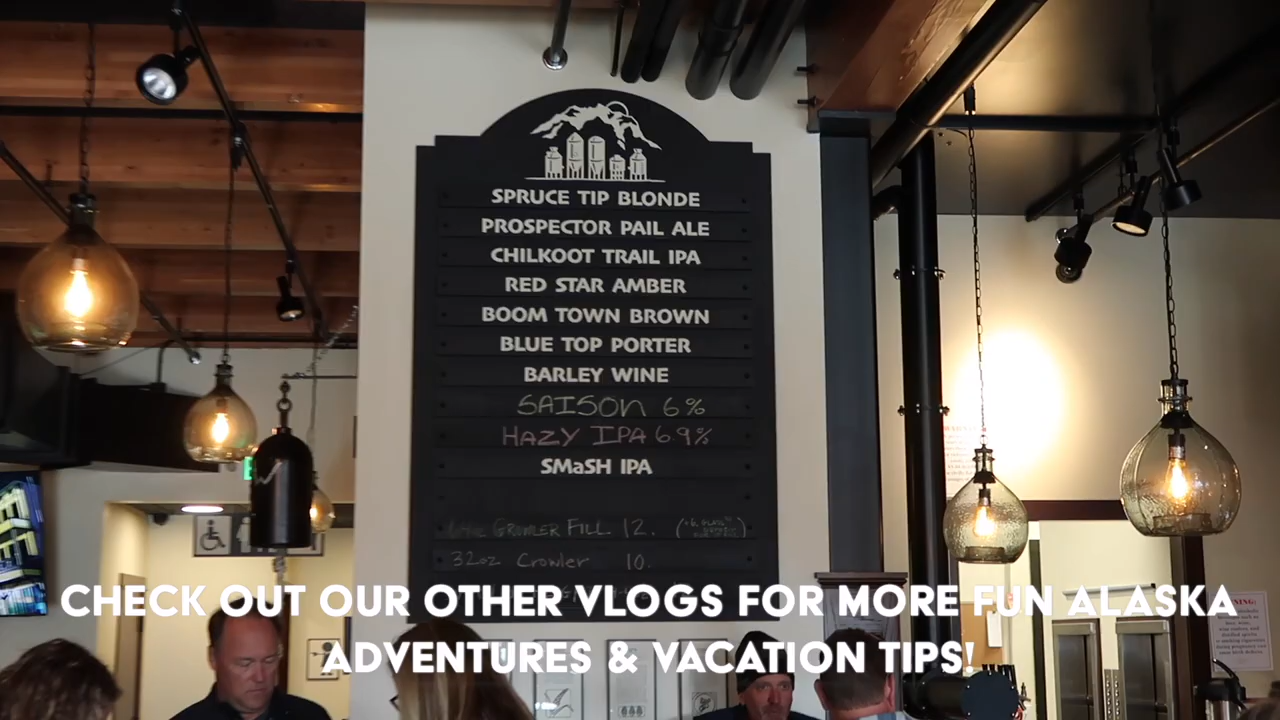 SPRUCE TIP BLONDE
PROSPECTOR PAIL ALE
CHILKOOT TRAIL IPA
RED STAR AMBER
BOOM TOWN BROWN
BLUE TOP PORTER
BARLEY WINE
SAISON 6%
HAZY IPA 6.9%
SMaSH IPA
GROWLER FILL 12.
32oz Crowler 10.
CHECK OUT OUR OTHER VLOGS FOR MORE FUN ALASKA
ADVENTURES & VACATION TIPS!